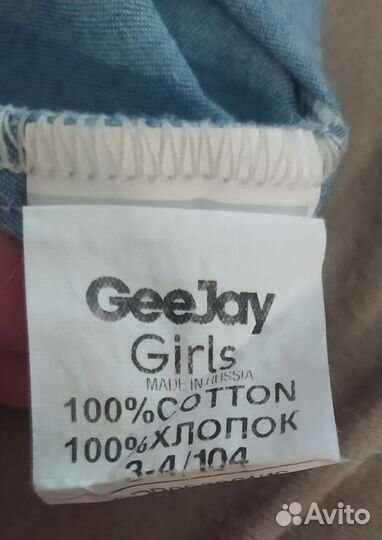 GeeJay
Girls
MADE IN RUSSIA
100% COTTON
100% ХЛОПОК
3-4/104
Avito